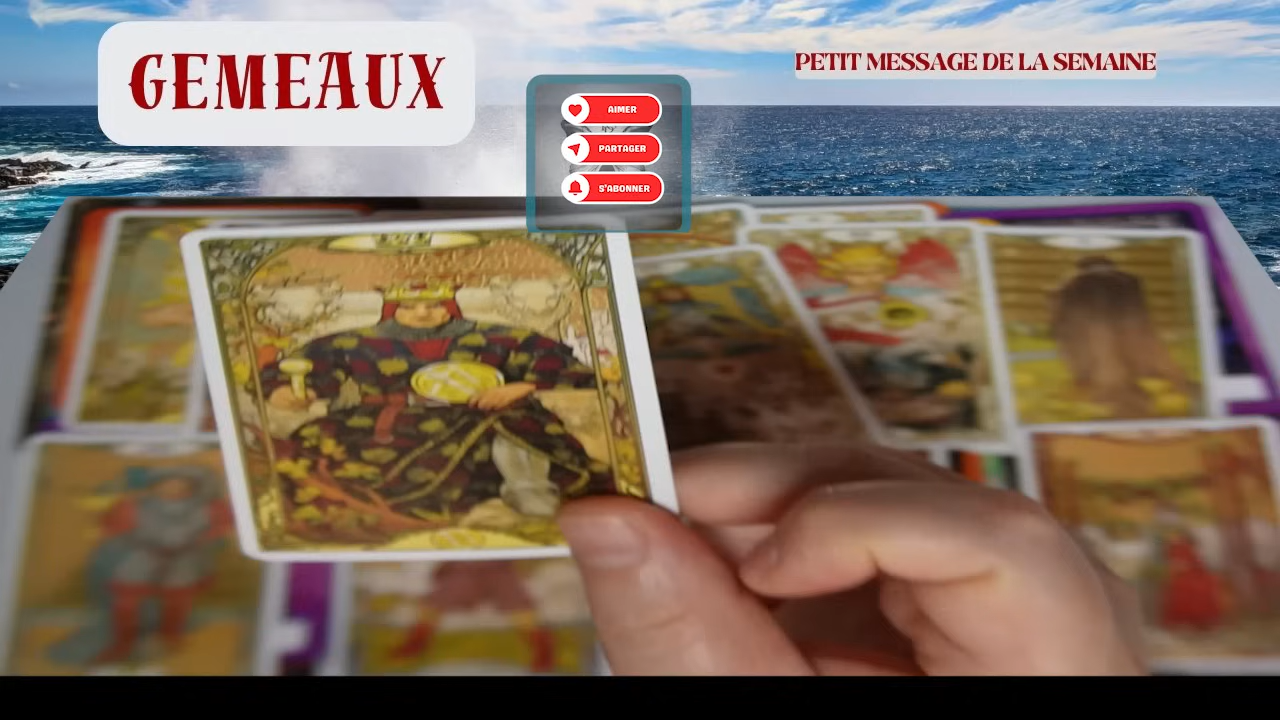 GEMEAUX
PETIT MESSAGE DE LA SEMAINE
AIMER
PARTAGER
S'ABONNER